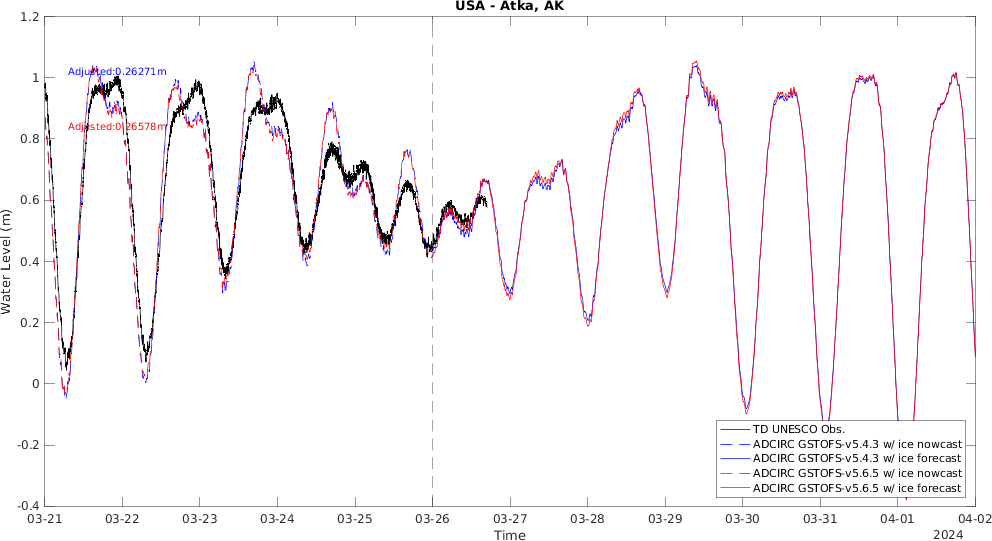 USA - Atka, AK
1.2
1
0.8
0.6
0.4
0.2
0
-0.2
-0.4
Water Level (m)
Adjusted:0.26271m
Adjusted:0.26578m
TD UNESCO Obs.
ADCIRC GSTOFS-v5.4.3 w/ ice nowcast
ADCIRC GSTOFS-v5.4.3 w/ ice forecast
ADCIRC GSTOFS-v5.6.5 w/ ice nowcast
ADCIRC GSTOFS-v5.6.5 w/ ice forecast
03-21 03-22 03-23 03-24 03-25 03-26 03-27 03-28 03-29 03-30 03-31 04-01 04-02
Time
2024